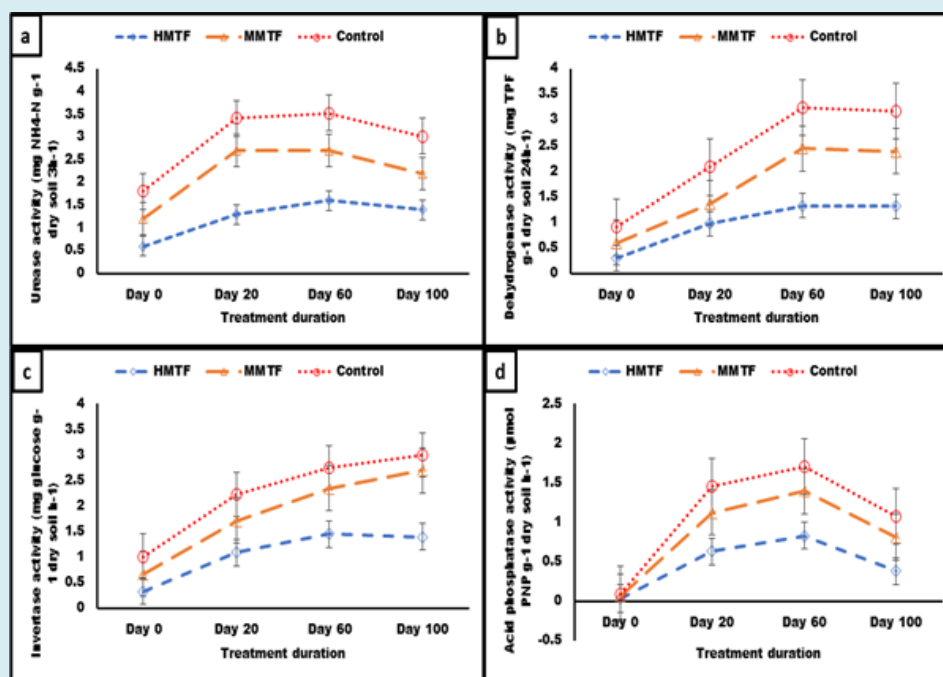 a
HMTF MMTF Control
Urease activity (mg NH4-N g-1
dry soil 3h-1)
4.5
4
3.5
3
2.5
2
1.5
1
0.5
0
Day 0 Day 20 Day 60 Day 100
Treatment duration
b
HMTF MMTF Control
Dehydrogenase activity (mg TPF
g-1 dry soil 24h-1)
4
3.5
3
2.5
2
1.5
1
0.5
0
Day 0 Day 20 Day 60 Day 100
Treatment duration
c
HMTF MMTF Control
Invertase activity (mg glucose g-
1 dry soil h-1)
4
3.5
3
2.5
2
1.5
1
0.5
0
Day 0 Day 20 Day 60 Day 100
Treatment duration
d
HMTF MMTF Control
Acid phosphatase activity (µmol
PNP g-1 dry soil h-1)
2.5
2
1.5
1
0.5
0
-0.5
Day 0 Day 20 Day 60 Day 100
Treatment duration